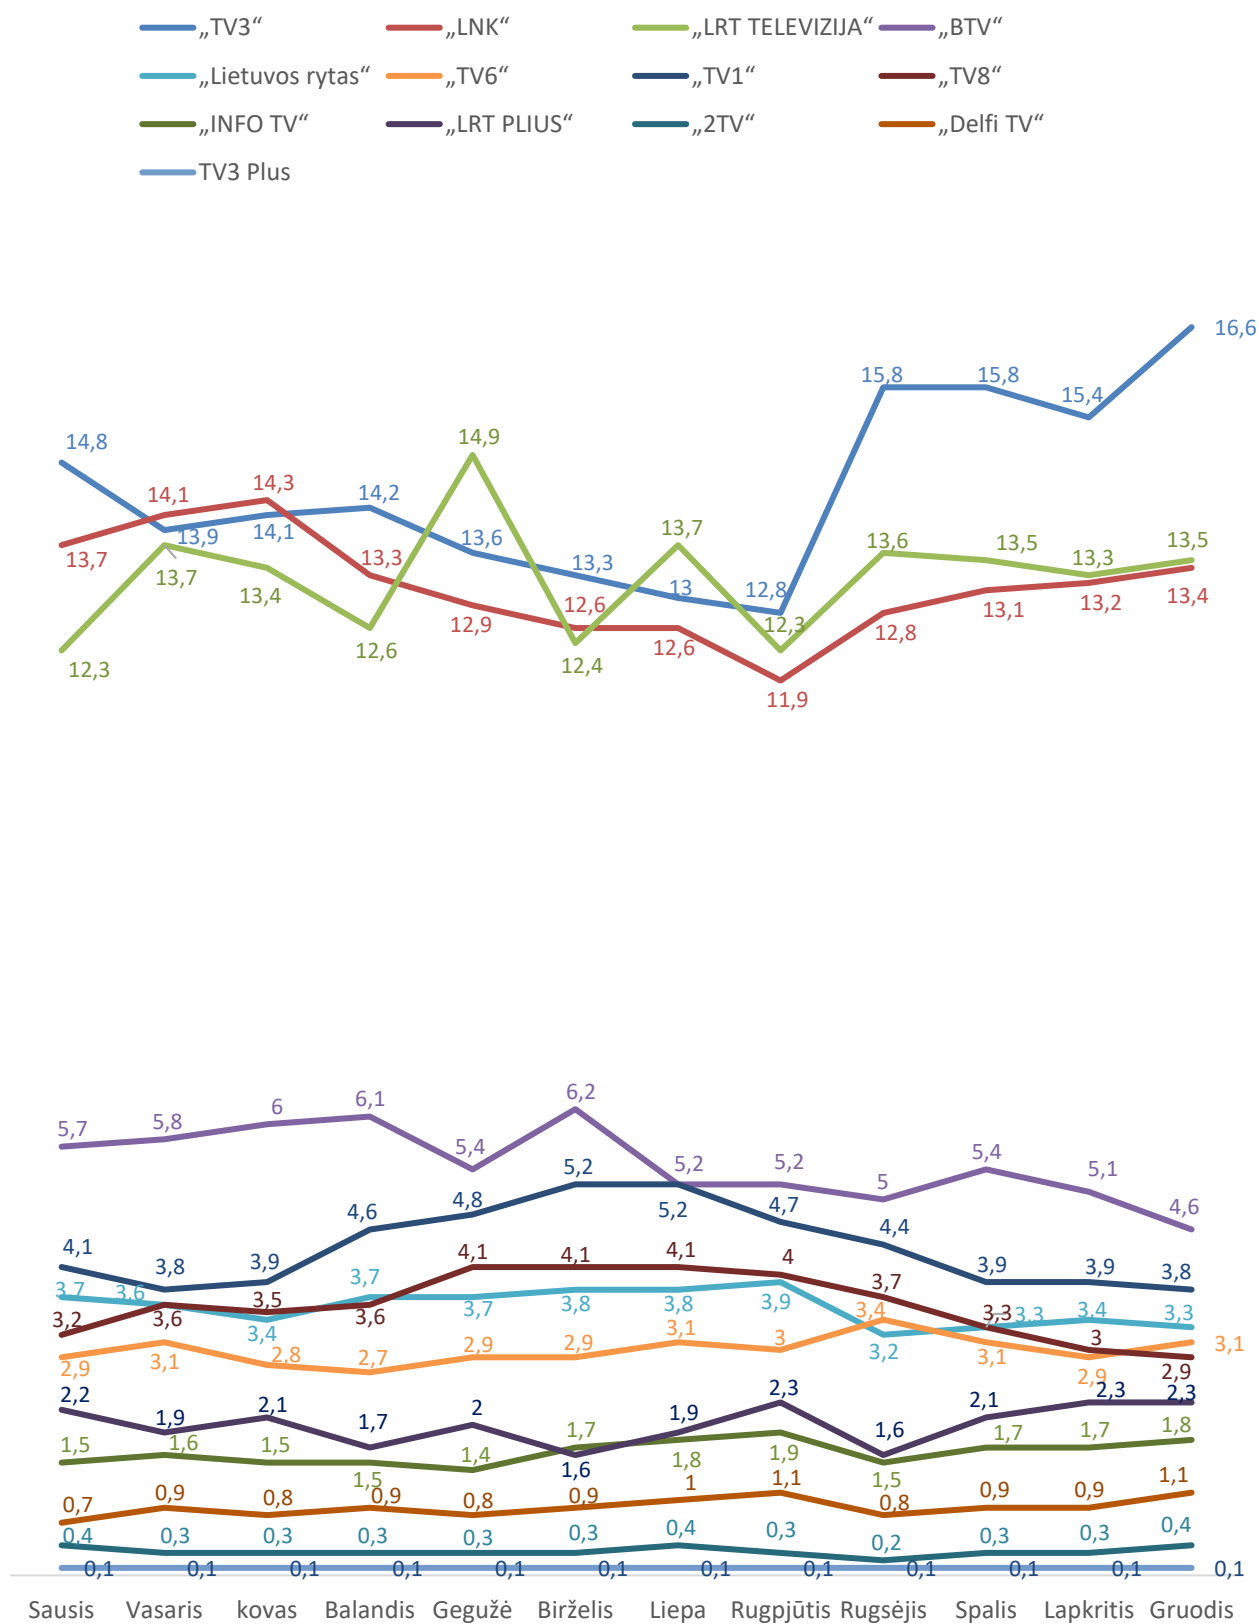 „TV3“ „LNK“ „LRT TELEVIZIJA“ „BTV“
„Lietuvos rytas“ „TV6“ „TV1“ „TV8“
„INFO TV“ „LRT PLIUS“ „2TV“ „Delfi TV“
TV3 Plus
14,8 13,9 14,1 14,2 13,6 13,3 13 12,8 15,8 15,8 15,4 16,6
13,7 14,1 14,3 13,3 12,9 12,6 12,6 11,9 12,8 13,1 13,2 13,4
12,3 13,7 13,4 12,6 14,9 12,4 13,7 12,3 13,6 13,5 13,3 13,5
5,7 5,8 6 6,1 5,4 6,2 5,2 5,2 5 5,4 5,1 4,6
4,1 3,8 3,9 4,6 4,8 5,2 5,2 4,7 4,4 3,9 3,9 3,8
3,7 3,6 3,4 3,7 3,7 3,8 3,8 3,9 3,2 3,3 3,4 3,3
3,2 3,6 3,5 3,6 4,1 4,1 4,1 4 3,7 3,3 3 2,9
2,9 3,1 2,8 2,7 2,9 2,9 3,1 3 3,4 3,1 2,9 3,1
2,2 1,9 2,1 1,7 2 1,6 1,9 2,3 1,6 2,1 2,3 2,3
1,5 1,6 1,5 1,5 1,4 1,7 1,8 1,9 1,5 1,7 1,7 1,8
0,7 0,9 0,8 0,9 0,8 0,9 1 1,1 0,8 0,9 0,9 1,1
0,4 0,3 0,3 0,3 0,3 0,3 0,4 0,3 0,2 0,3 0,3 0,4
0,1 0,1 0,1 0,1 0,1 0,1 0,1 0,1 0,1 0,1 0,1 0,1
Sausis Vasaris kovas Balandis Gegužė Birželis Liepa Rugpjūtis Rugsėjis Spalis Lapkritis Gruodis